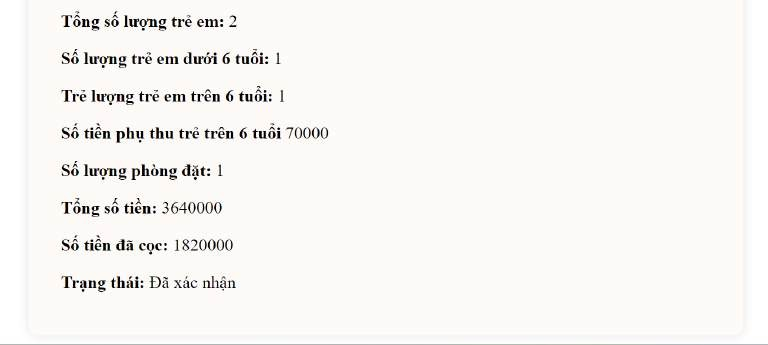 Tổng số lượng trẻ em: 2
Số lượng trẻ em dưới 6 tuổi: 1
Trẻ lượng trẻ em trên 6 tuổi: 1
Số tiền phụ thu trẻ trên 6 tuổi 70000
Số lượng phòng đặt: 1
Tổng số tiền: 3640000
Số tiền đã cọc: 1820000
Trạng thái: Đã xác nhận